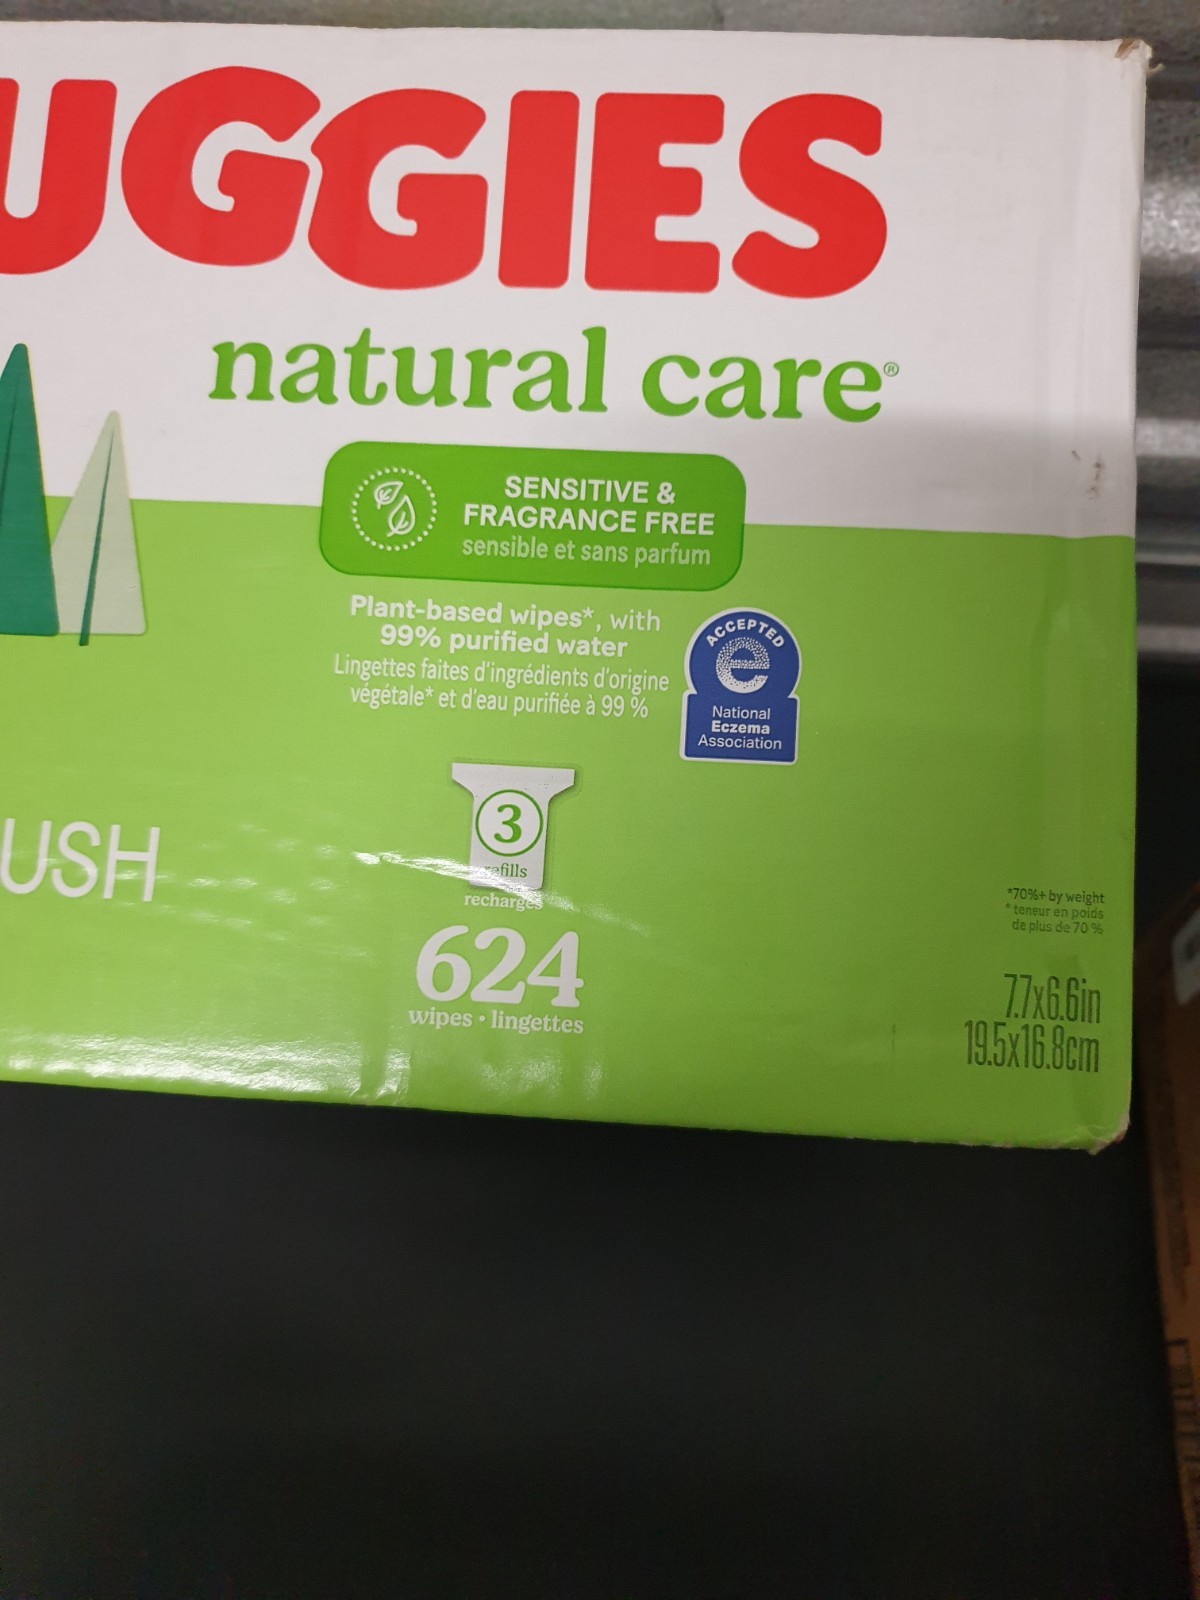 UGGIES
natural care®
SENSITIVE &
FRAGRANCE FREE
sensible et sans parfum
Plant-based wipes*, with
99% purified water
Lingettes faites d'ingrédients d'origine
végétale* et d'eau purifiée à 99 %
ACCEPTED
e
National
Eczema
Association
3
refills
recharges
USH
624
wipes • lingettes
*70%+ by weight
*teneur en poids
de plus de 70 %
7.7x6.6in
19.5x16.8cm